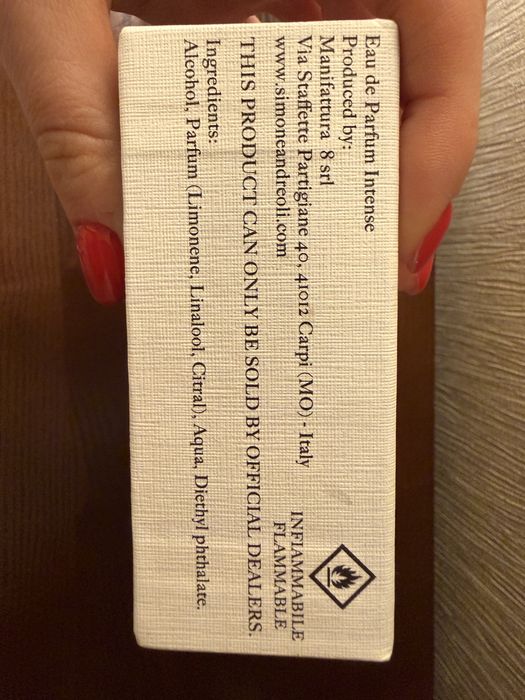 Eau de Parfum Intense
Produced by:
Manifattura 8 srl
Via Staffette Partigiane 40, 41012 Carpi (MO) - Italy
www.simoneandreoli.com
INFIAMMABILE
FLAMMABLE
THIS PRODUCT CAN ONLY BE SOLD BY OFFICIAL DEALERS.
Ingredients:
Alcohol, Parfum (Limonene, Linalool, Citral), Aqua, Diethyl phthalate.